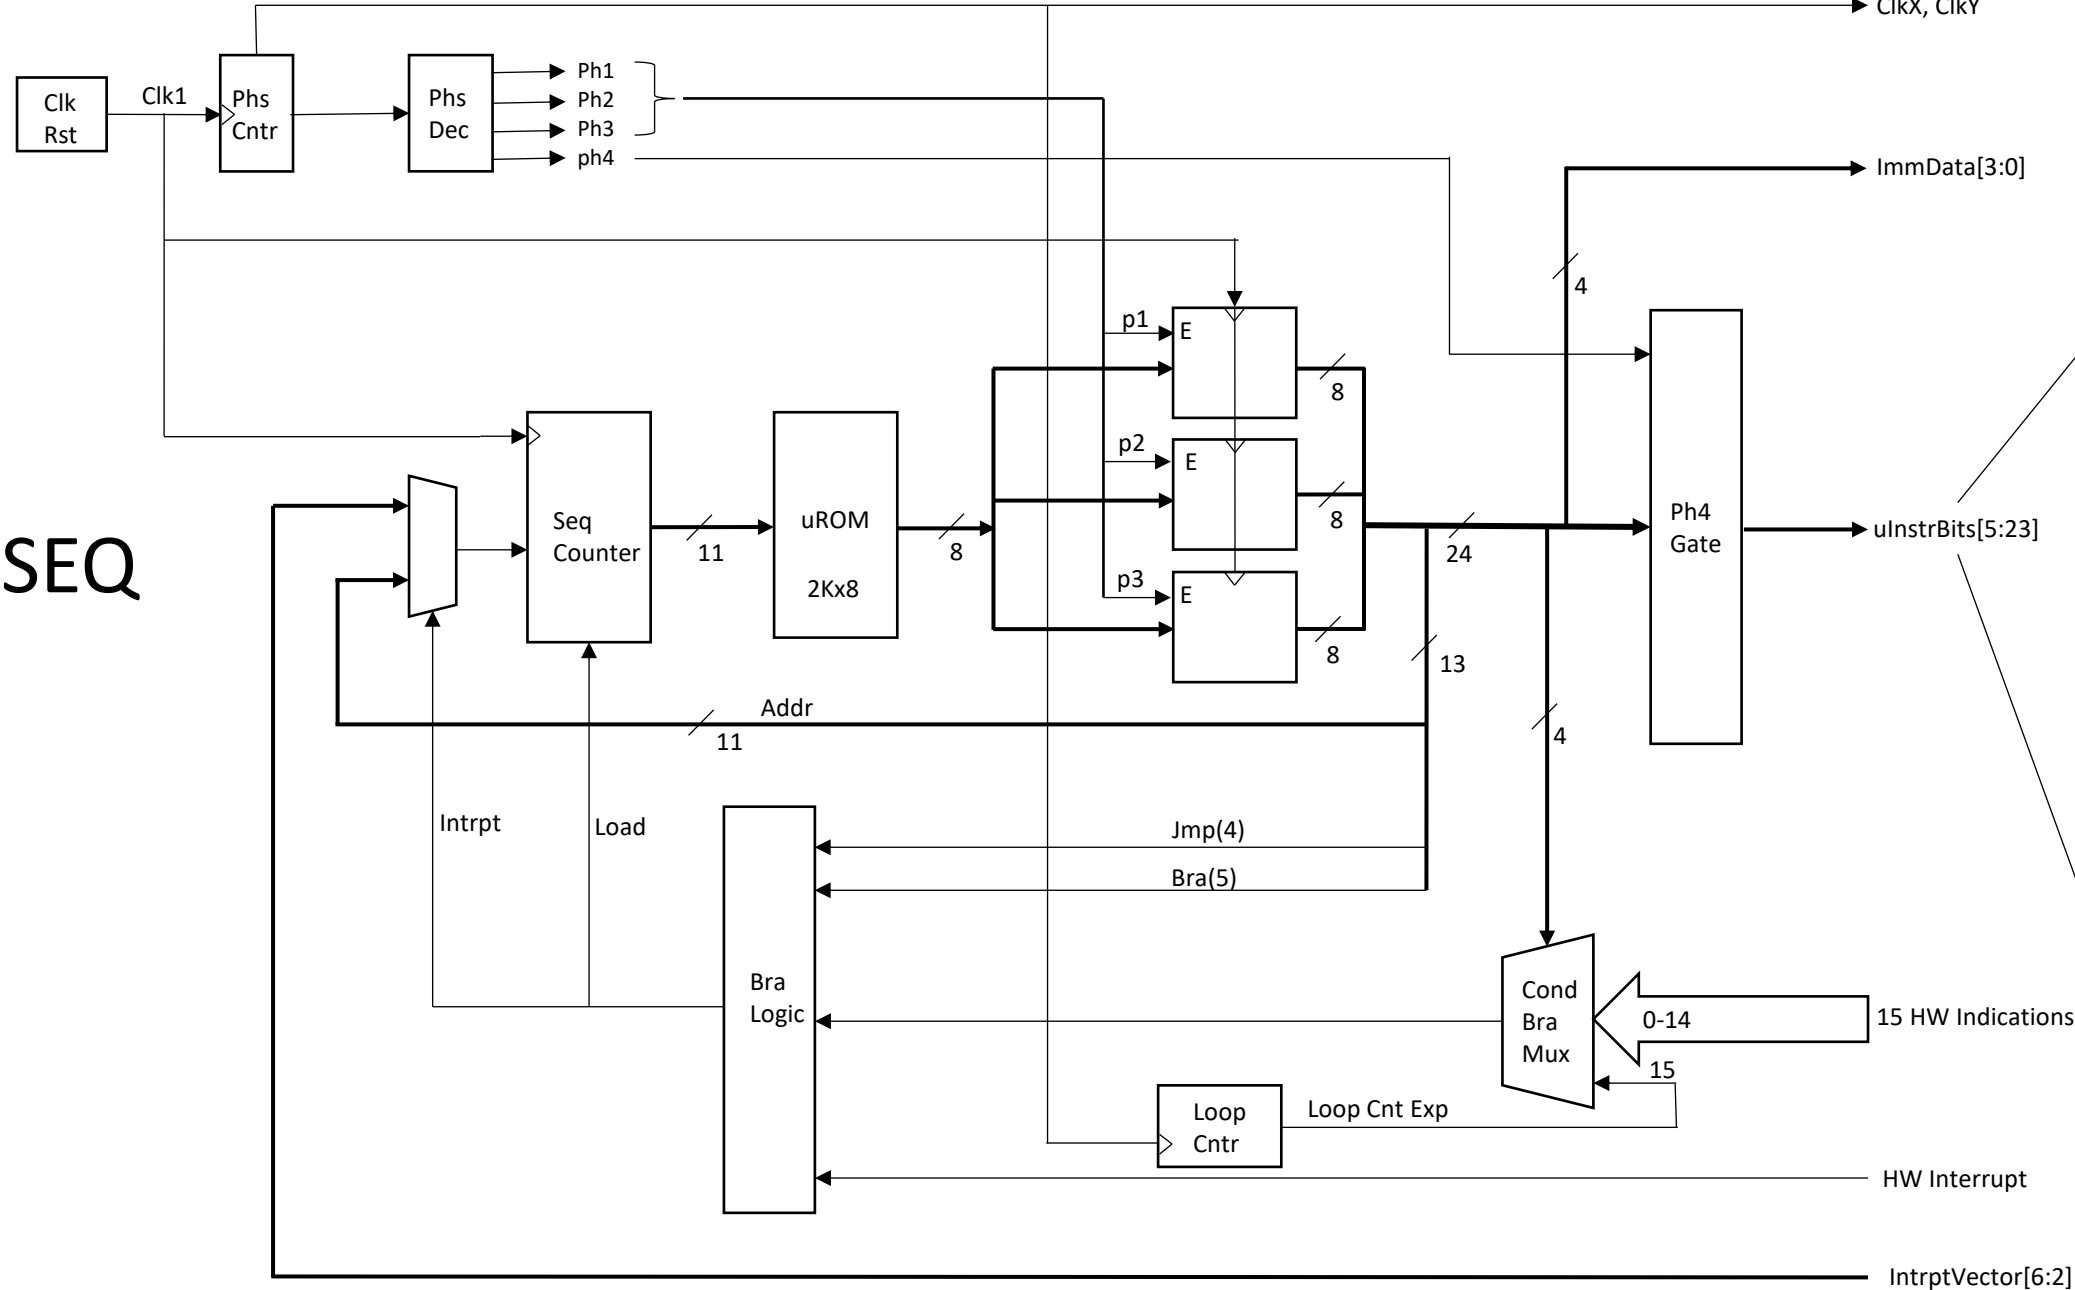 ClkX, ClkY
Clk
Rst
Clk1
Phs
Cntr
Phs
Dec
Ph1
Ph2
Ph3
ph4
ImmData[3:0]
4
p1
E
8
p2
E
8
p3
E
8
SEQ
Seq
Counter
11
uROM
2Kx8
8
24
13
4
Ph4
Gate
uInstrBits[5:23]
Addr
11
Intrpt
Load
Jmp(4)
Bra(5)
Bra
Logic
Cond
Bra
Mux
0-14
15 HW Indications
15
Loop
Cntr
Loop Cnt Exp
HW Interrupt
IntrptVector[6:2]